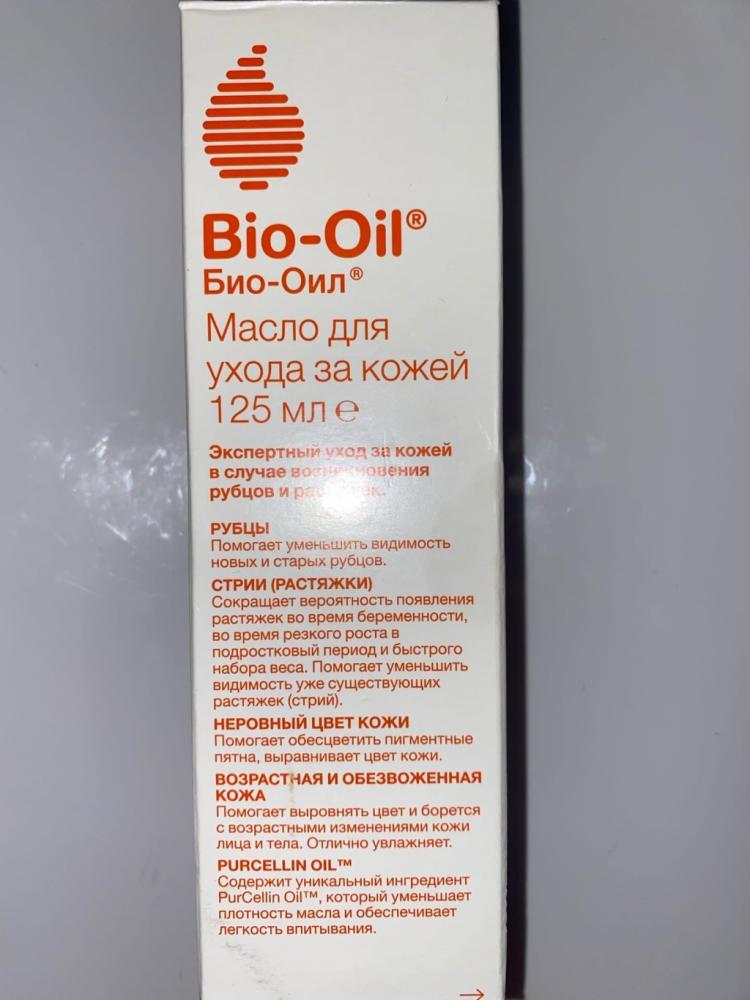 Bio-Oil®
Био-Оил®
Масло для
ухода за кожей
125 мл ℮
Экспертный уход за кожей
в случае возникновения
рубцов и растяжек.
РУБЦЫ
Помогает уменьшить видимость
новых и старых рубцов.
СТРИИ (РАСТЯЖКИ)
Сокращает вероятность появления
растяжек во время беременности,
во время резкого роста в
подростковый период и быстрого
набора веса. Помогает уменьшить
видимость уже существующих
растяжек (стрий).
НЕРОВНЫЙ ЦВЕТ КОЖИ
Помогает обесцветить пигментные
пятна, выравнивает цвет кожи.
ВОЗРАСТНАЯ И ОБЕЗВОЖЕННАЯ
КОЖА
Помогает выровнять цвет и борется
с возрастными изменениями кожи
лица и тела. Отлично увлажняет.
PURCELLIN OIL™
Содержит уникальный ингредиент
PurCellin Oil™, который уменьшает
плотность масла и обеспечивает
легкость впитывания.